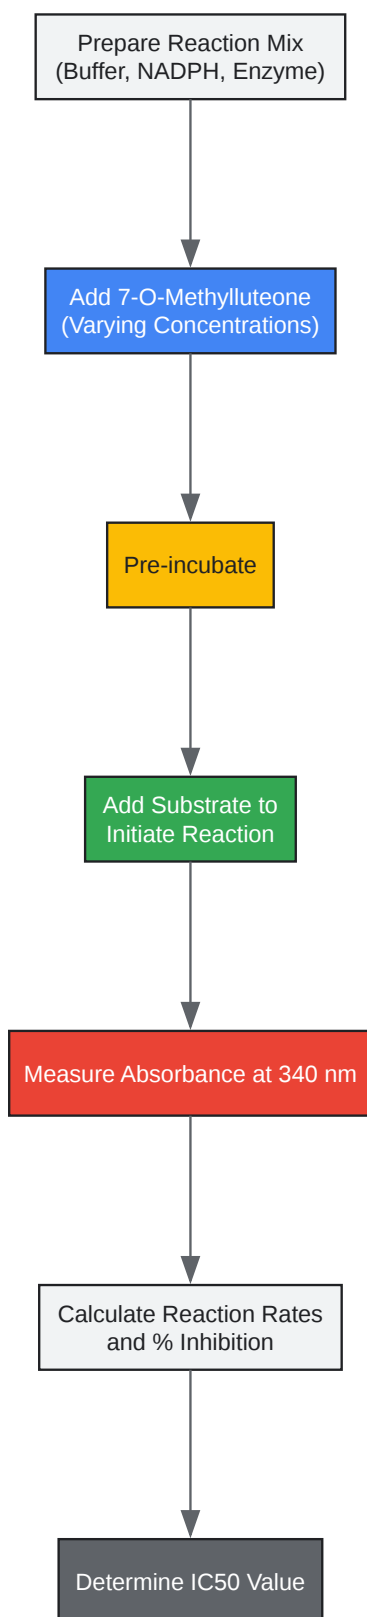 Prepare Reaction Mix
(Buffer, NADPH, Enzyme)
Add 7-O-Methylluteone
(Varying Concentrations)
Pre-incubate
Add Substrate to
Initiate Reaction
Measure Absorbance at 340 nm
Calculate Reaction Rates
and % Inhibition
Determine IC50 Value